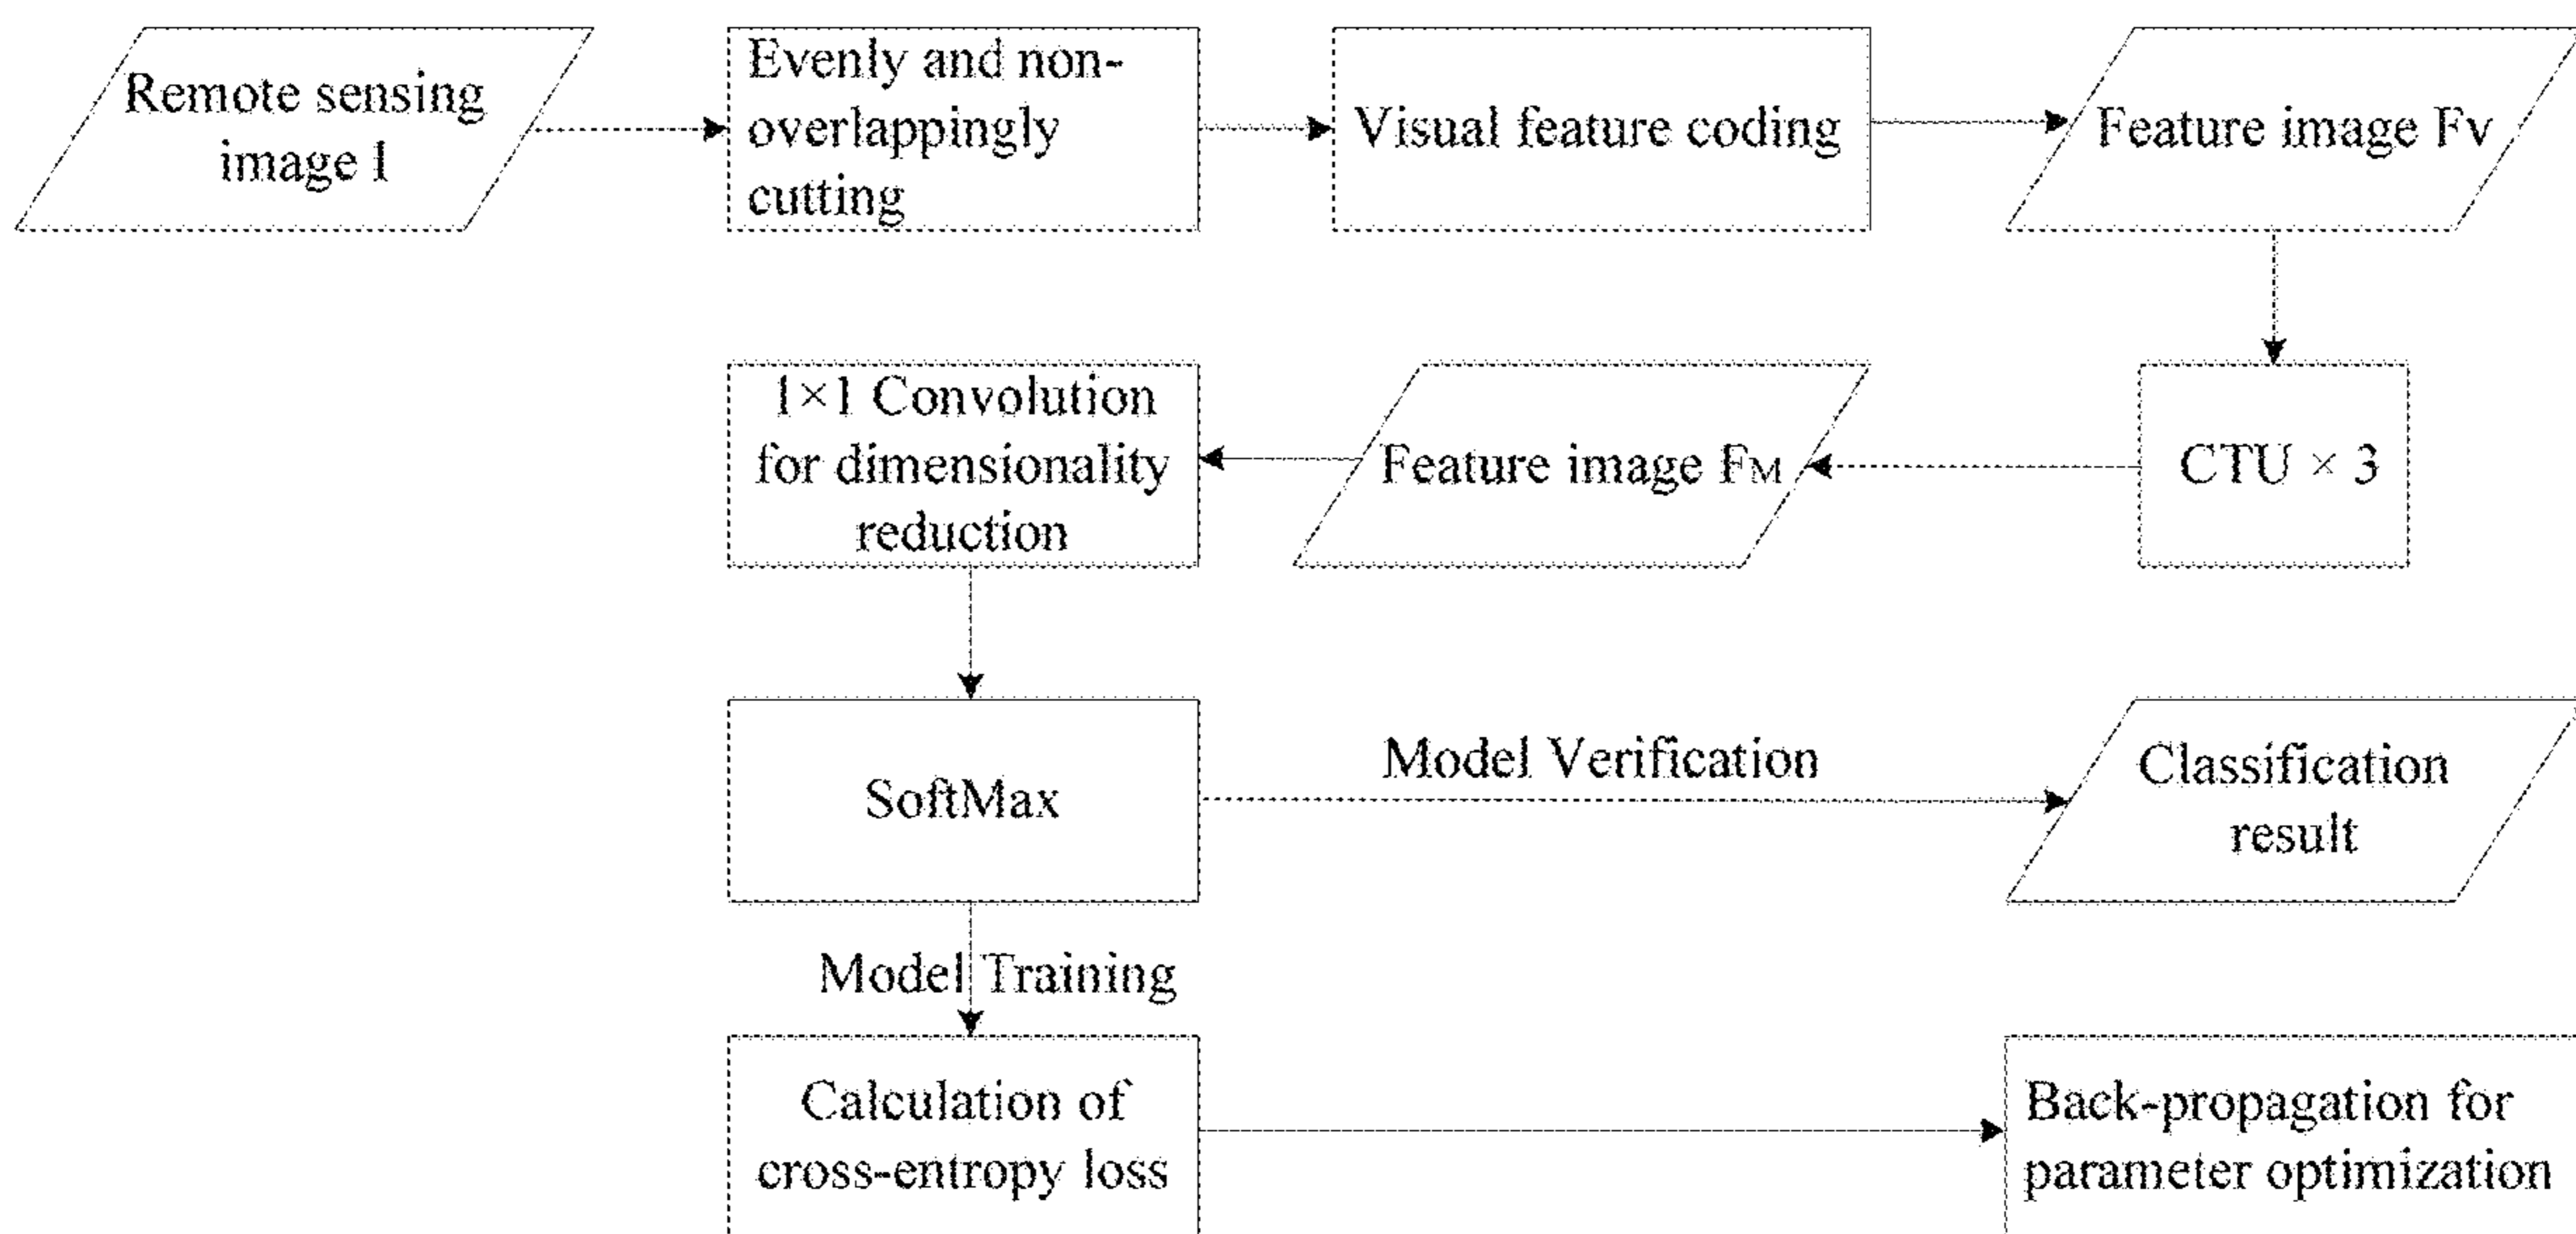 Remote sensing
image I
Evenly and non-
overlappingly
cutting
Visual feature coding
Feature image Fv
1×1 Convolution
for dimensionality
reduction
Feature image FM
CTU × 3
SoftMax
Model Verification
Classification
result
Model Training
Calculation of
cross-entropy loss
Back-propagation for
parameter optimization